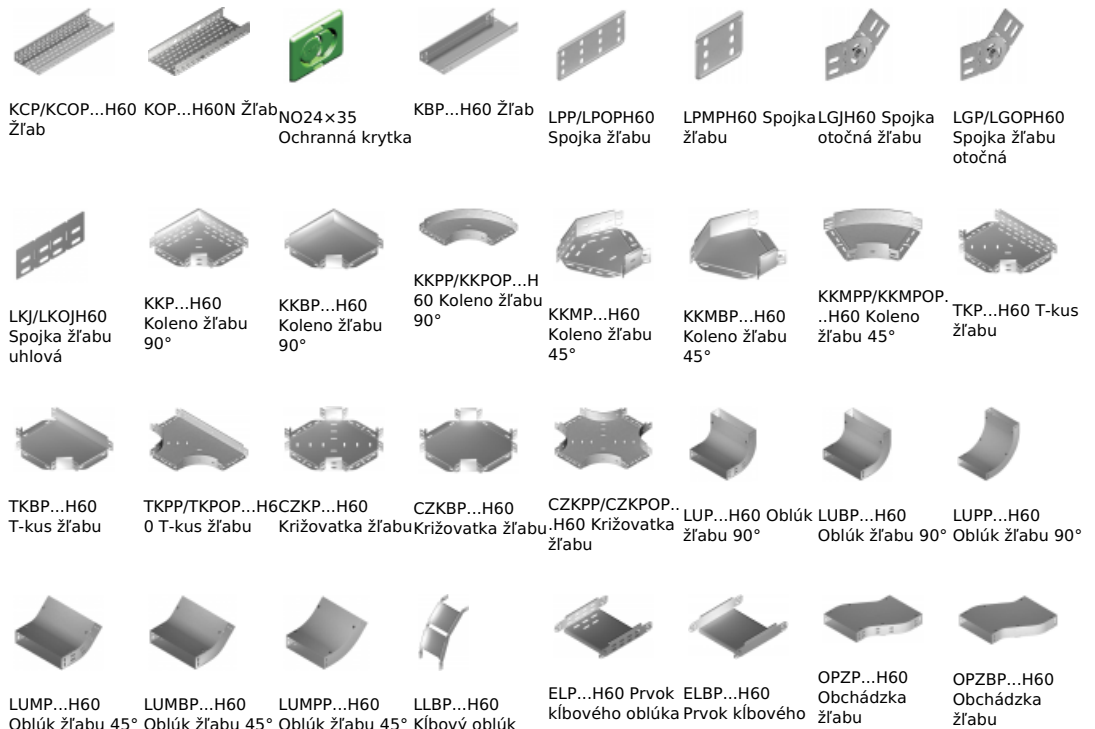 KCP/KCOP...H60
Žľab
KOP...H60N Žľab
NO24×35
Ochranná krytka
KBP...H60 Žľab
LPP/LPOPH60
Spojka žľabu
LPMPH60 Spojka
žľabu
LGJH60 Spojka
otočná žľabu
LGP/LGOPH60
Spojka žľabu
otočná
LKJ/LKOJH60
Spojka žľabu
uhlová
KKP...H60
Koleno žľabu
90°
KKBP...H60
Koleno žľabu
90°
KKPP/KKPOP...H
60 Koleno žľabu
90°
KKMP...H60
Koleno žľabu
45°
KKMBP...H60
Koleno žľabu
45°
KKMPP/KKMPOP.
..H60 Koleno
žľabu 45°
TKP...H60 T-kus
žľabu
TKBP...H60
T-kus žľabu
TKPP/TKPOP...H6
0 T-kus žľabu
CZKP...H60
Križovatka žľabu
CZKBP...H60
Križovatka žľabu
CZKPP/CZKPOP..
.H60 Križovatka
žľabu
LUP...H60 Oblúk
žľabu 90°
LUBP...H60
Oblúk žľabu 90°
LUPP...H60
Oblúk žľabu 90°
LUMP...H60
Oblúk žľabu 45°
LUMBP...H60
Oblúk žľabu 45°
LUMPP...H60
Oblúk žľabu 45°
LLBP...H60
Kĺbový oblúk
ELP...H60 Prvok
kĺbového oblúka
ELBP...H60
Prvok kĺbového
OPZP...H60
Obchádzka
žľabu
OPZBP...H60
Obchádzka
žľabu